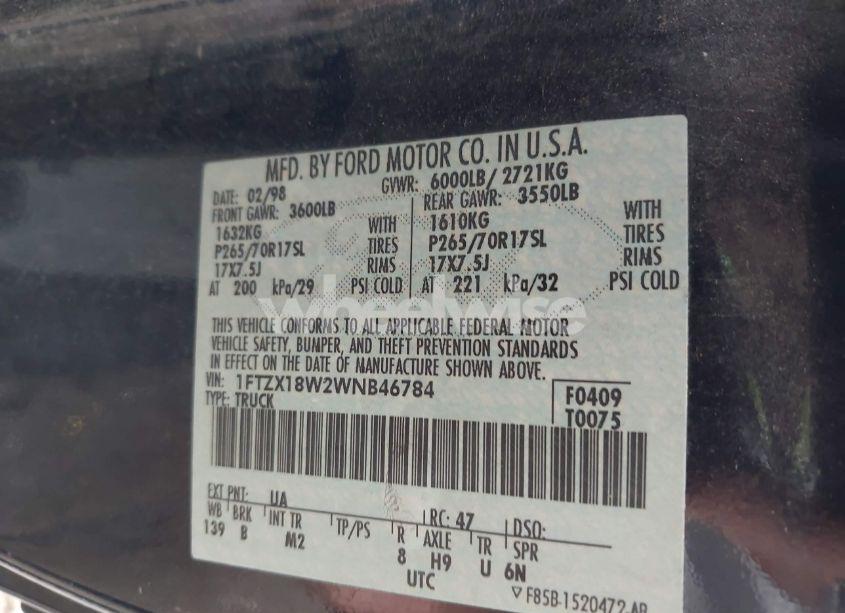 MFD. BY FORD MOTOR CO. IN U.S.A.
DATE: 02/98 GVWR: 6000LB/ 2721KG
FRONT GAWR: 3600LB REAR GAWR: 3550LB
1632KG WITH 1610KG WITH
P265/70R17SL TIRES P265/70R17SL TIRES
17X7.5J RIMS 17X7.5J RIMS
AT 200 kPa/29 PSI COLD AT 221 kPa/32 PSI COLD
wheelwise
THIS VEHICLE CONFORMS TO ALL APPLICABLE FEDERAL MOTOR
VEHICLE SAFETY, BUMPER, AND THEFT PREVENTION STANDARDS
IN EFFECT ON THE DATE OF MANUFACTURE SHOWN ABOVE.
VIN: 1FTZX18W2WNB46784 F0409
TYPE: TRUCK T0075
EXT PNT: UA RC: 47 DSO:
WB BRK INT TR TP/PS R AXLE TR SPR
139 B M2 8 H9 U 6N
UTC
F85B-1520472-AB